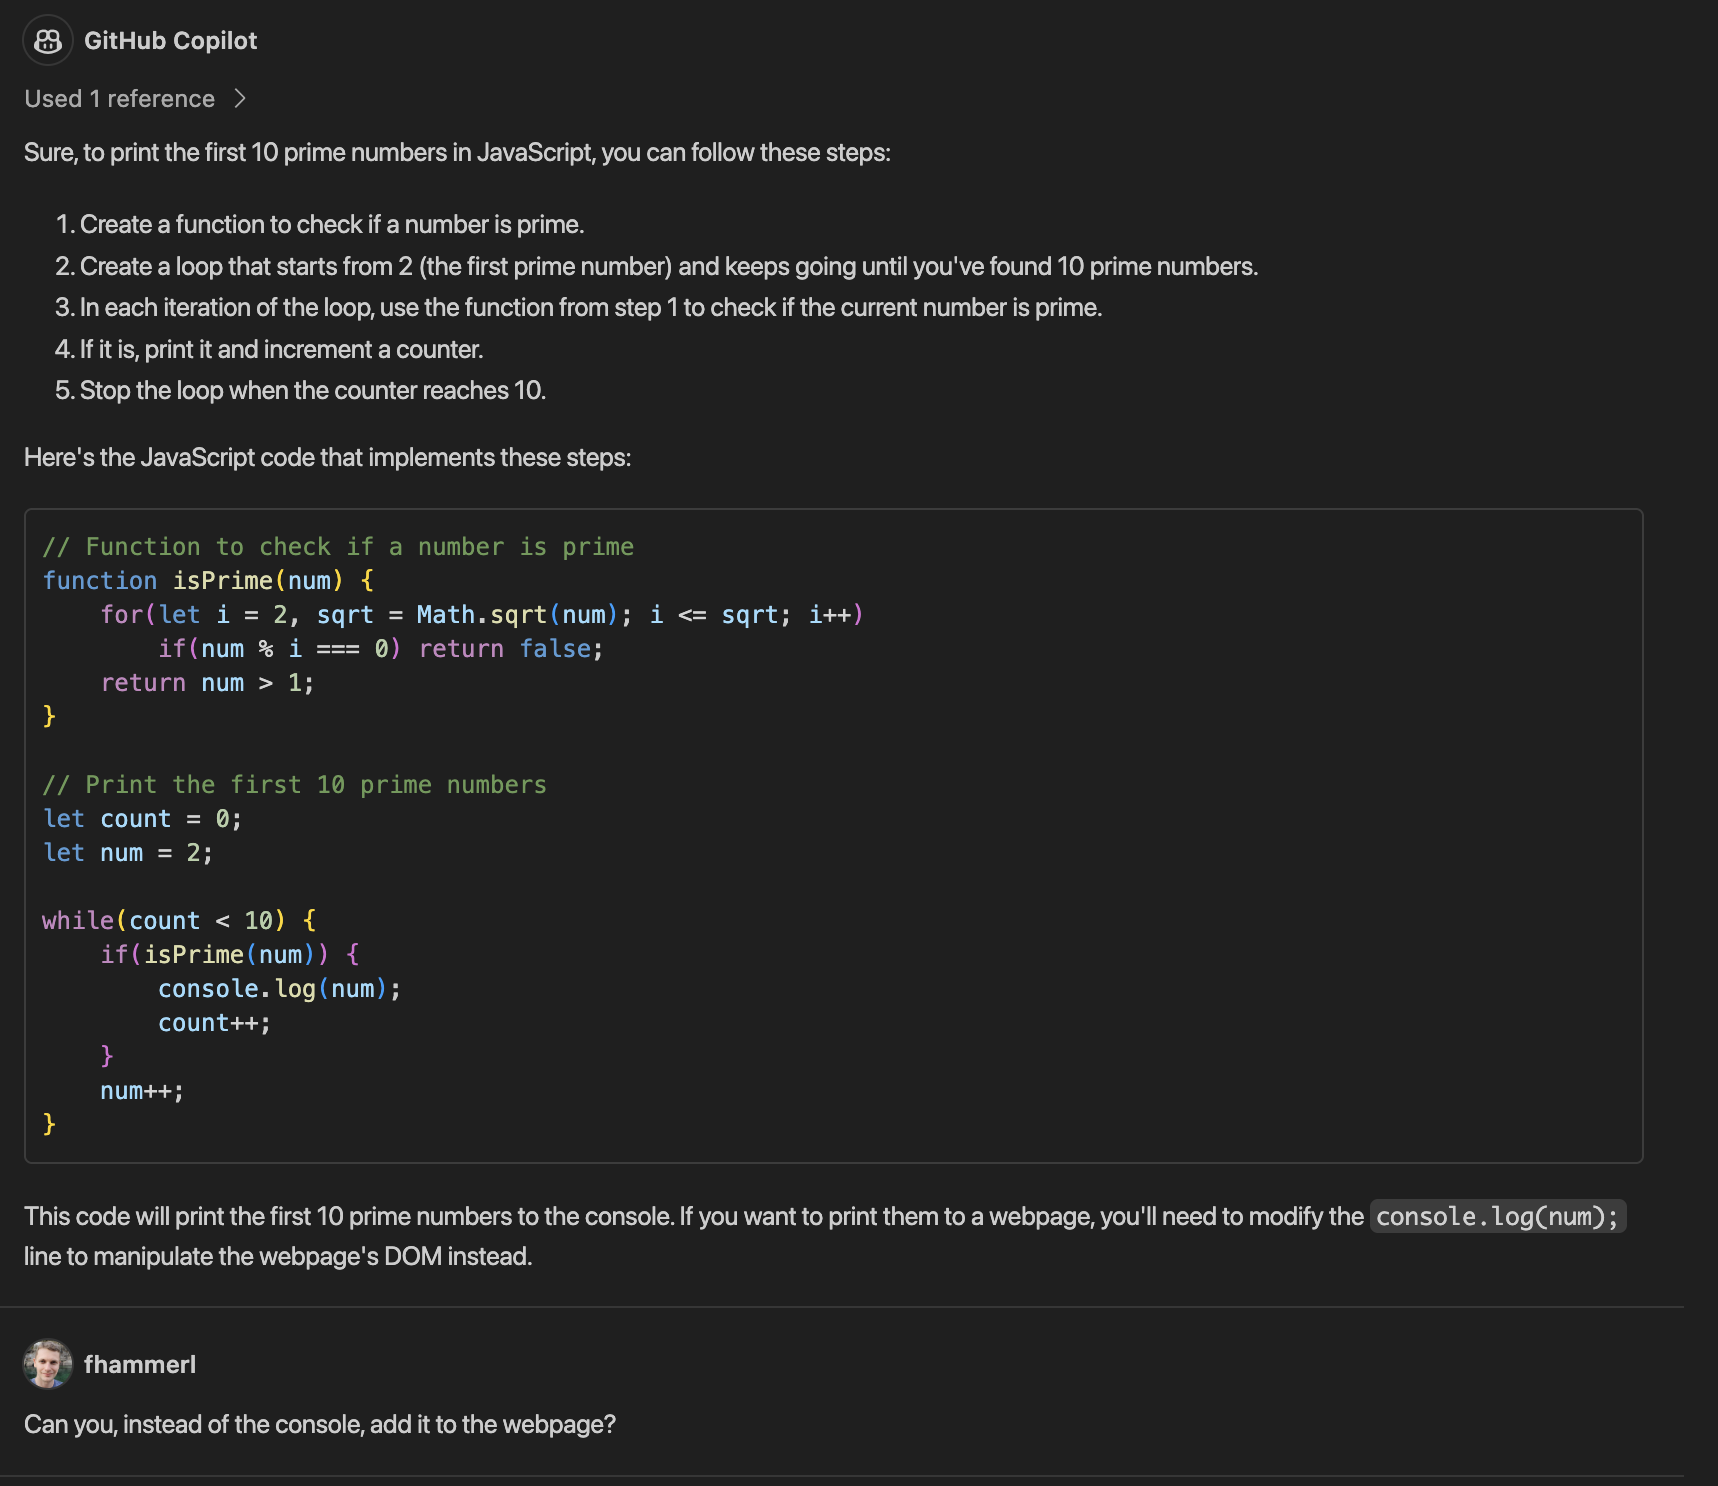 GitHub Copilot
Used 1 reference
Sure, to print the first 10 prime numbers in JavaScript, you can follow these steps:
1. Create a function to check if a number is prime.
2. Create a loop that starts from 2 (the first prime number) and keeps going until you've found 10 prime numbers.
3. In each iteration of the loop, use the function from step 1 to check if the current number is prime.
4. If it is, print it and increment a counter.
5. Stop the loop when the counter reaches 10.
Here's the JavaScript code that implements these steps:
// Function to check if a number is prime
function isPrime(num) {
    for(let i = 2, sqrt = Math.sqrt(num); i <= sqrt; i++)
        if(num % i === 0) return false;
    return num > 1;
}
// Print the first 10 prime numbers
let count = 0;
let num = 2;
while(count < 10) {
    if(isPrime(num)) {
        console.log(num);
        count++;
    }
    num++;
}
This code will print the first 10 prime numbers to the console. If you want to print them to a webpage, you'll need to modify the console.log(num);
line to manipulate the webpage's DOM instead.
fhammerl
Can you, instead of the console, add it to the webpage?